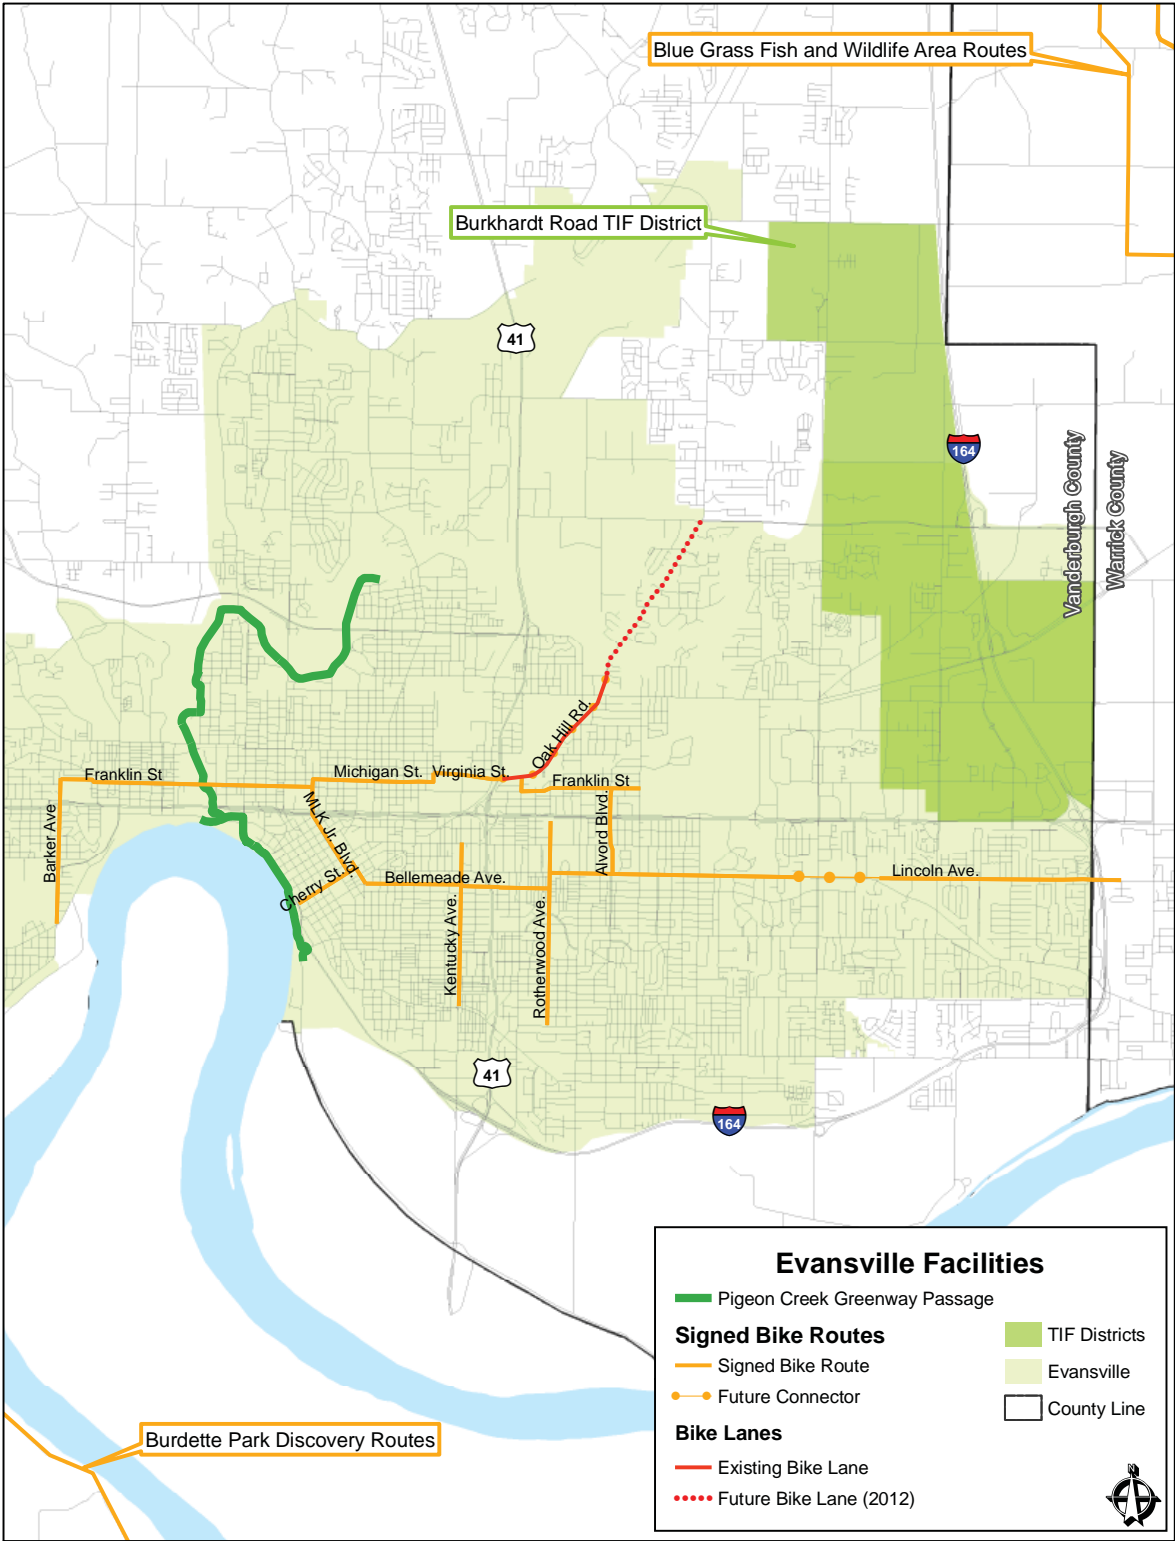 Blue Grass Fish and Wildlife Area Routes
Burkhardt Road TIF District
41
164
Vanderburgh County
Warrick County
Oak Hill Rd.
Franklin St
Michigan St.
Virginia St.
Franklin St
Barker Ave
MLK Jr. Blvd.
Alvord Blvd.
Cherry St.
Bellemeade Ave.
Lincoln Ave.
Kentucky Ave.
Rotherwood Ave.
41
164
Evansville Facilities
Pigeon Creek Greenway Passage
Signed Bike Routes
Signed Bike Route
Future Connector
Bike Lanes
Existing Bike Lane
Future Bike Lane (2012)
TIF Districts
Evansville
County Line
Burdette Park Discovery Routes